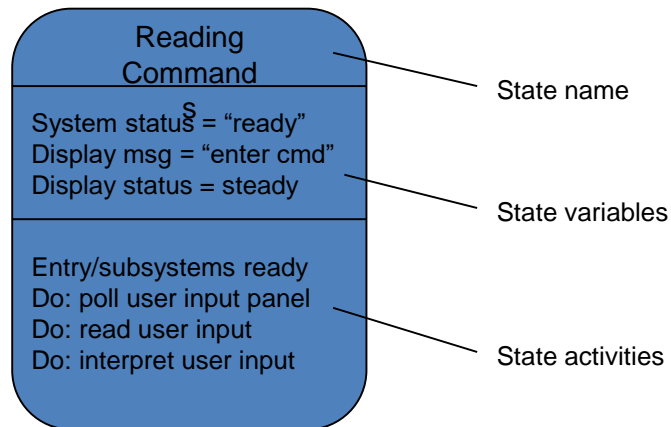 Reading
Command
s
State name
System status = “ready”
Display msg = “enter cmd”
Display status = steady
State variables
Entry/subsystems ready
Do: poll user input panel
Do: read user input
Do: interpret user input
State activities